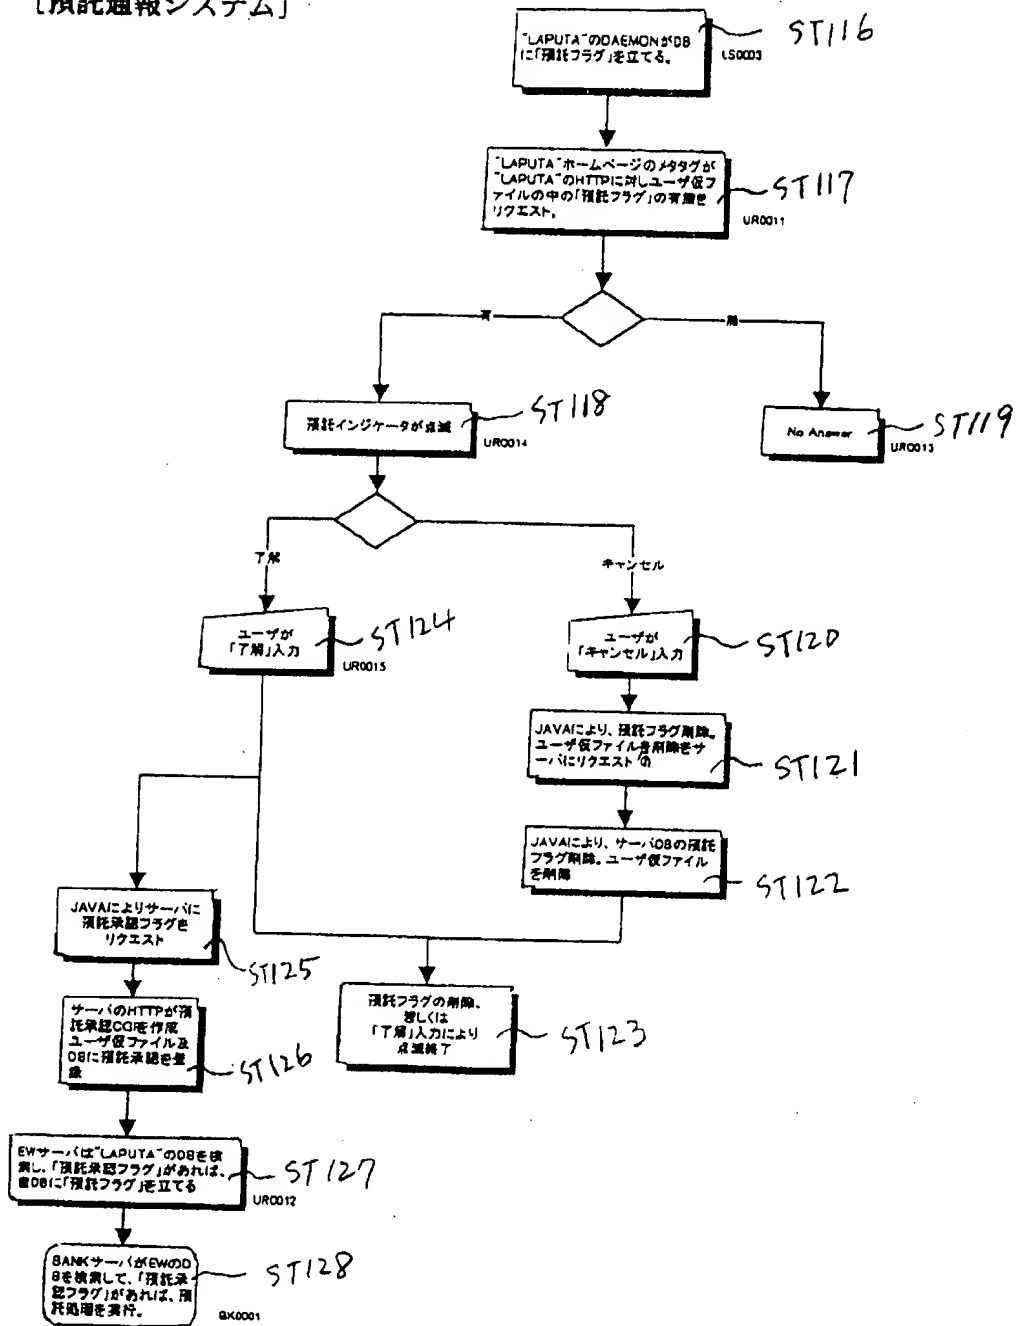 ［預託通報システム」
"LAPUTA"のDAEMONがDB
に「預託フラグ」を立てる。
ST116
LS0003
"LAPUTA"ホームページのメタタグが
"LAPUTA"のHTTPに対しユーザ仮フ
ァイルの中の「預託フラグ」の有無を
リクエスト。
ST117
UR0011
有
無
預託インジケータが点滅
ST118
UR0014
No Answer
ST119
UR0013
了解
キャンセル
ユーザが
「了解」入力
ST124
UR0015
ユーザが
「キャンセル」入力
ST120
JAVAにより、預託フラグ削除。
ユーザ仮ファイル 削除をサ
ーバにリクエスト の
ST121
JAVAにより、サーバDBの預託
フラグ削除。ユーザ仮ファイル
を削除
ST122
JAVAによりサーバに
預託承認フラグを
リクエスト
ST125
預託フラグの削除、
若しくは
「了解」入力により
点滅終了
ST123
サーバのHTTPが預
託承認CGIを作成
ユーザ仮ファイル及
DBに預託承認を登
録
ST126
EWサーバは"LAPUTA"のDBを検
索し、「預託承認フラグ」があれば、
自DBに「預託フラグ」を立てる
ST127
UR0012
BANKサーバがEWのD
Bを検索して、「預託承
認フラグ」があれば、預
託処理を実行。
ST128
BK0001